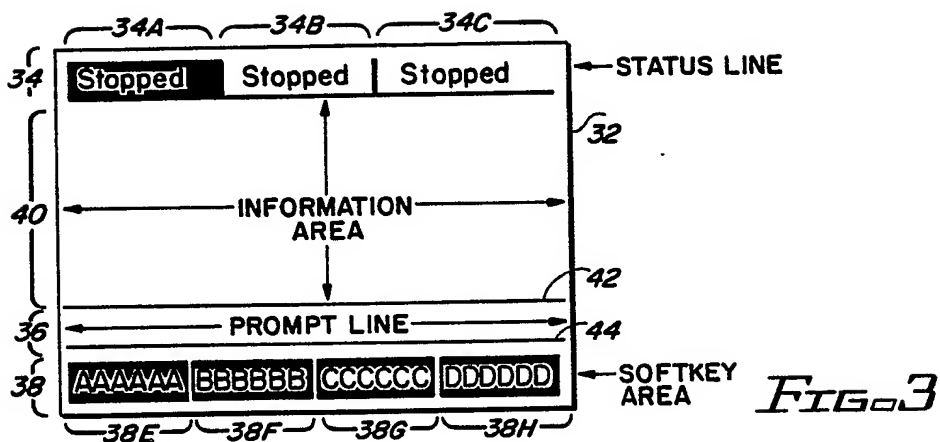 34A 34B 34C
34 Stopped Stopped Stopped STATUS LINE
32
40 INFORMATION
AREA
42
36 PROMPT LINE
44
38 AAAAAA BBBBBB CCCCCC DDDDDD SOFTKEY
AREA
38E 38F 38G 38H
FIG. 3